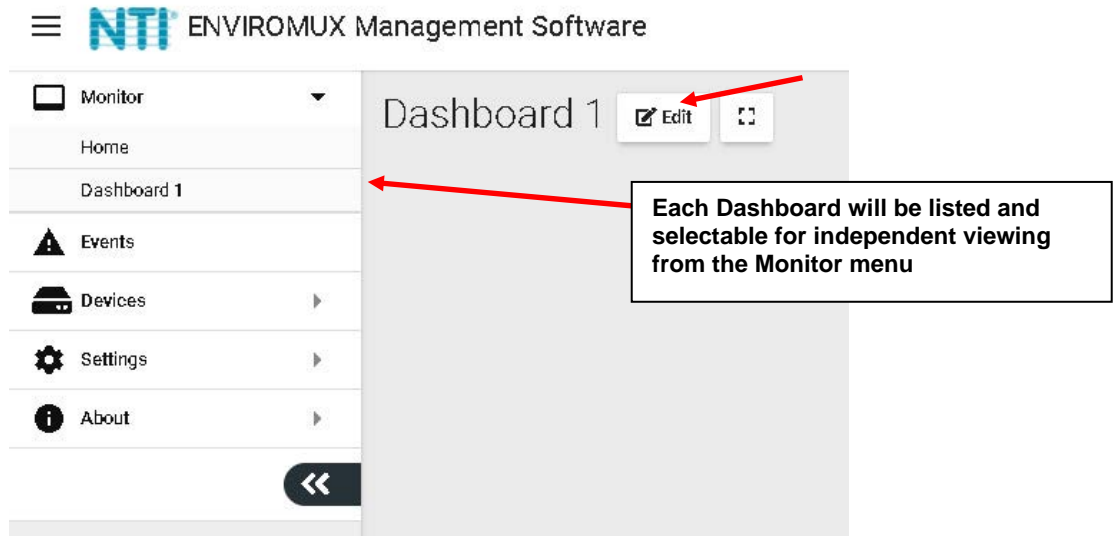 NTI ENVIROMUX Management Software
Monitor
Home
Dashboard 1
Events
Devices
Settings
About
Dashboard 1
Edit
Each Dashboard will be listed and
selectable for independent viewing
from the Monitor menu